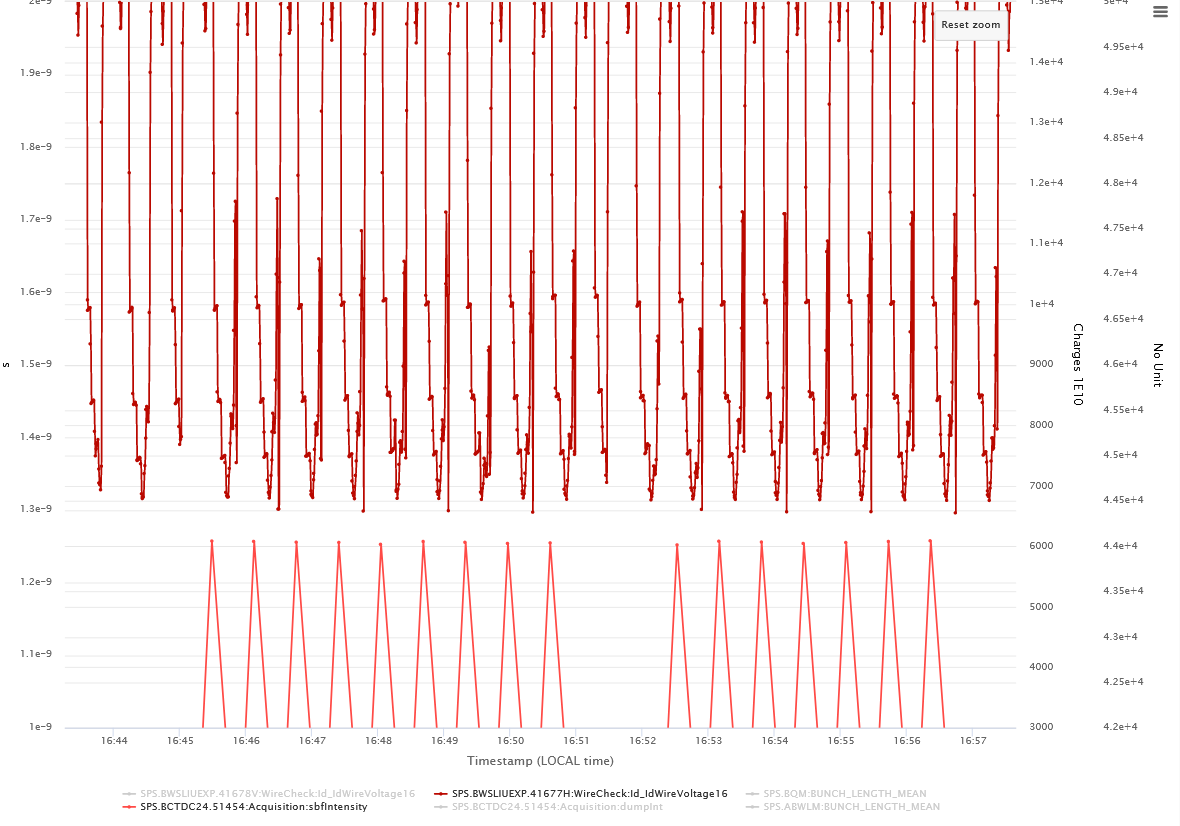 2e-9
1.9e-9
1.8e-9
1.7e-9
1.6e-9
1.5e-9
1.4e-9
1.3e-9
1.2e-9
1.1e-9
1e-9
s
Reset zoom
1.5e+4
1.4e+4
1.3e+4
1.2e+4
1.1e+4
1e+4
9000
8000
7000
6000
5000
4000
3000
Charges 1E10
5e+4
4.95e+4
4.9e+4
4.85e+4
4.8e+4
4.75e+4
4.7e+4
4.65e+4
4.6e+4
4.55e+4
4.5e+4
4.45e+4
4.4e+4
4.35e+4
4.3e+4
4.25e+4
4.2e+4
No Unit
16:44 16:45 16:46 16:47 16:48 16:49 16:50 16:51 16:52 16:53 16:54 16:55 16:56 16:57
Timestamp (LOCAL time)
SPS.BWSLIUEXP.41678V:WireCheck:Id_IdWireVoltage16 SPS.BWSLIUEXP.41677H:WireCheck:Id_IdWireVoltage16 SPS.BQM:BUNCH_LENGTH_MEAN
SPS.BCTDC24.51454:Acquisition:sbfIntensity SPS.BCTDC24.51454:Acquisition:dumpInt SPS.ABWLM:BUNCH_LENGTH_MEAN